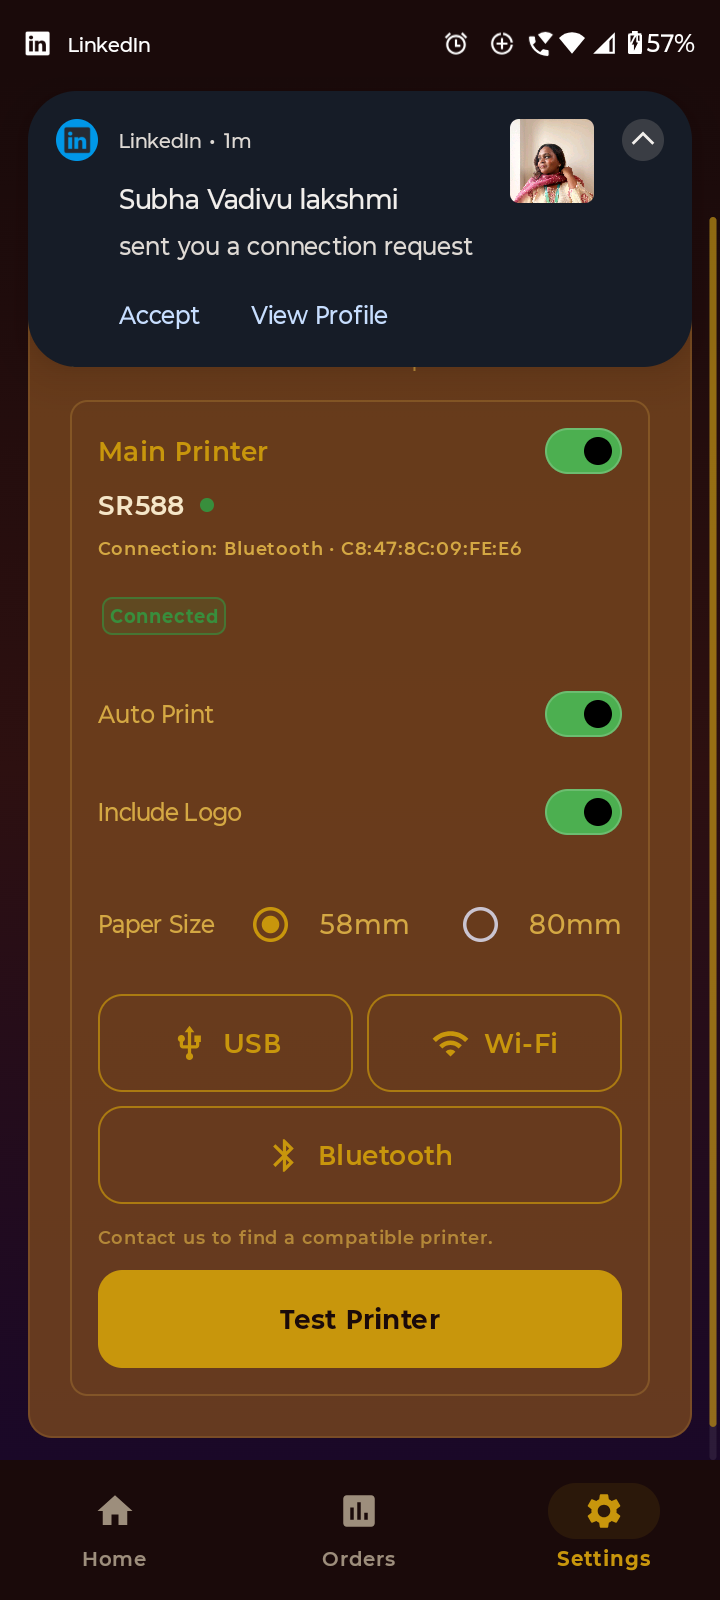 LinkedIn
57%
LinkedIn • 1m
Subha Vadivu lakshmi
sent you a connection request
Accept View Profile
Main Printer
SR588
Connection: Bluetooth · C8:47:8C:09:FE:E6
Connected
Auto Print
Include Logo
Paper Size 58mm 80mm
USB Wi-Fi
Bluetooth
Contact us to find a compatible printer.
Test Printer
Home Orders Settings